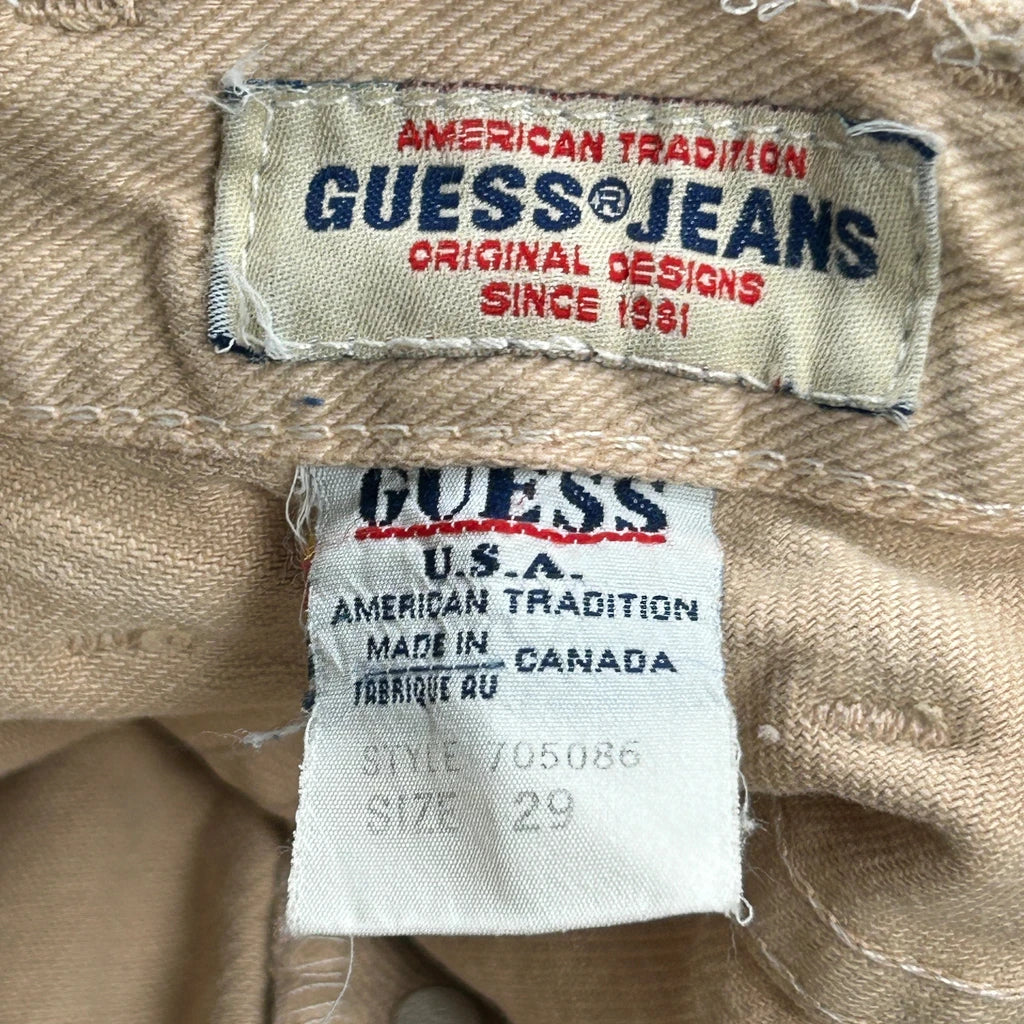 AMERICAN TRADITION
GUESS® JEANS
ORIGINAL DESIGNS
SINCE 1981
GUESS
U.S.A.
AMERICAN TRADITION
MADE IN
FABRIQUE AU
CANADA
STYLE 705086
SIZE 29